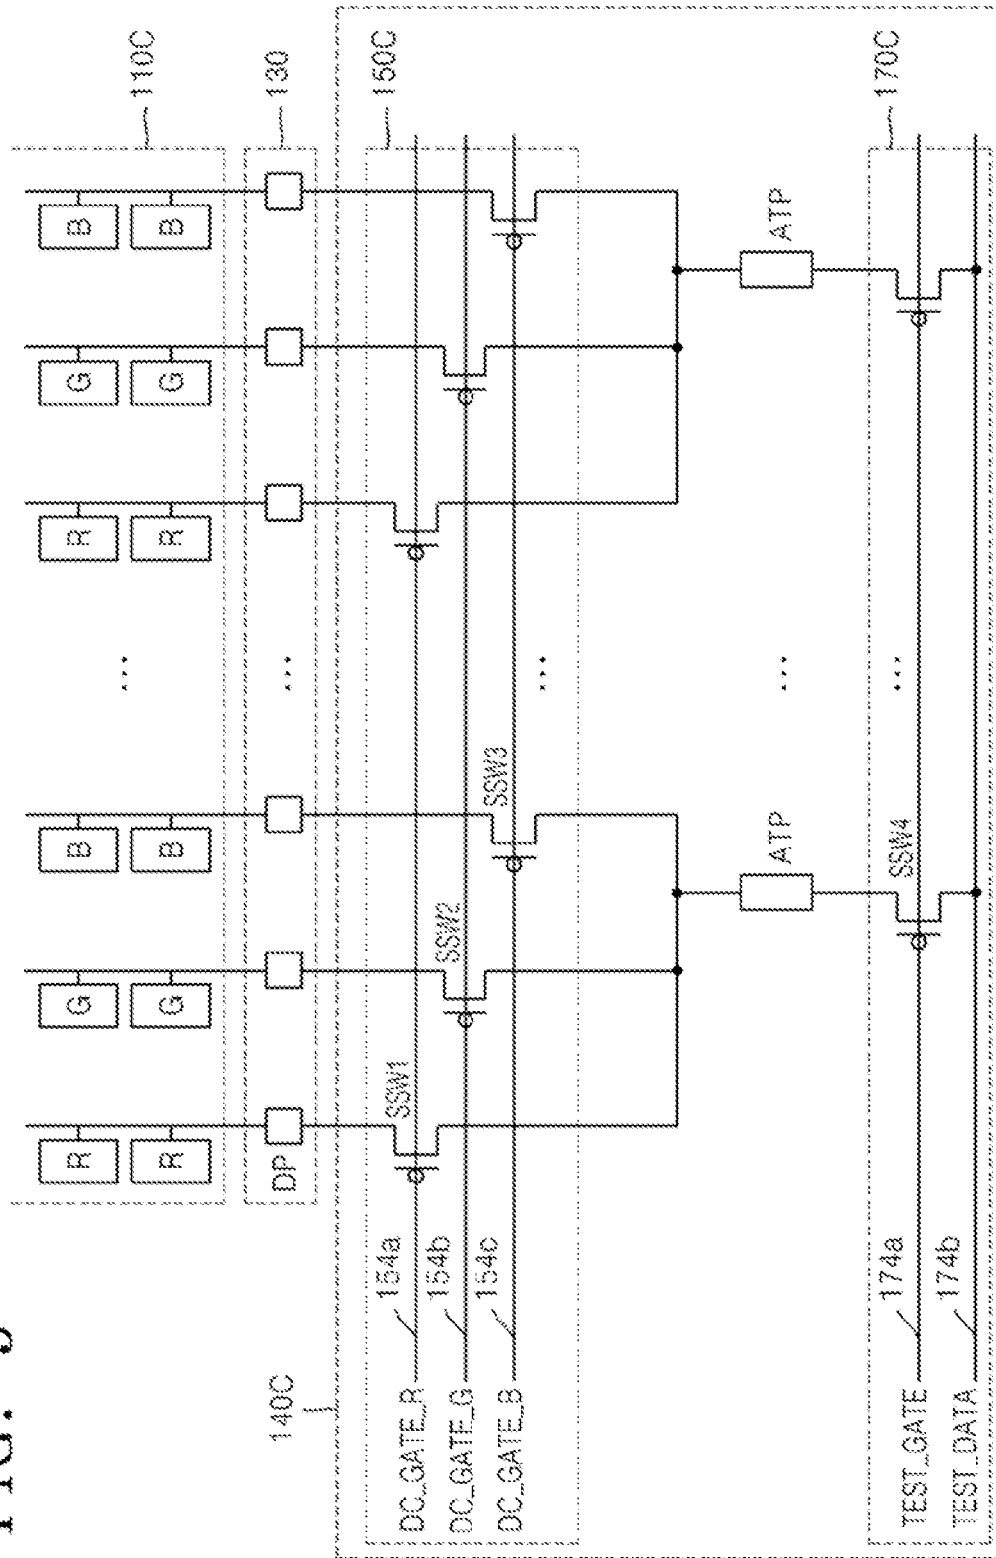 FIG.
R G B ... R G B
110C
R G B ... R G B
140C
DP
...
130
150C
154a
SSW1
DC_GATE_R
154b
SSW2
DC_GATE_G
154c
SSW3
DC_GATE_B
...
ATP
...
ATP
170C
174a
SSW4
...
TEST_GATE
174b
TEST_DATA